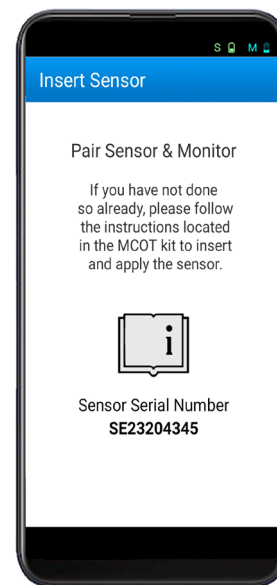 S M
Insert Sensor
Pair Sensor & Monitor
If you have not done
so already, please follow
the instructions located
in the MCOT kit to insert
and apply the sensor.
i
Sensor Serial Number
SE23204345